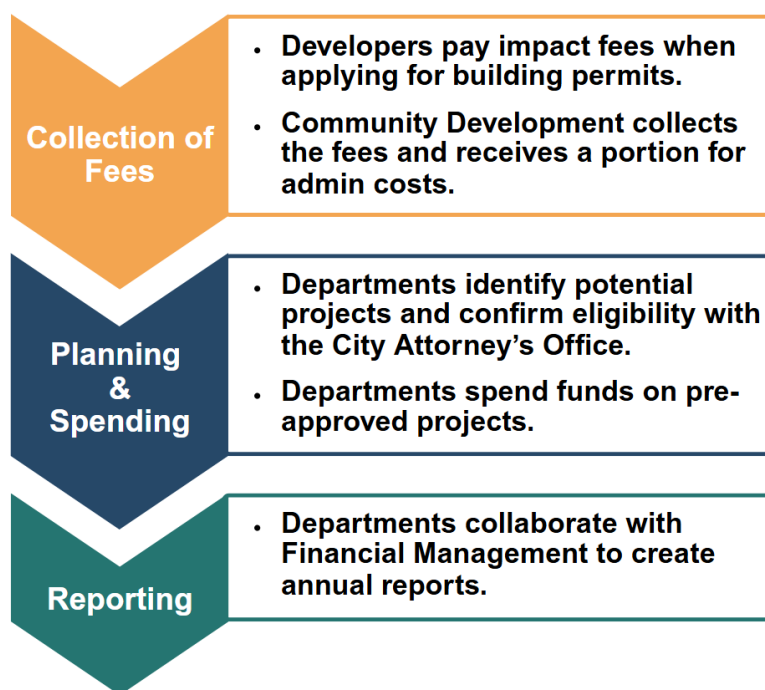 Collection of
Fees
• Developers pay impact fees when
applying for building permits.
• Community Development collects
the fees and receives a portion for
admin costs.
Planning
&
Spending
• Departments identify potential
projects and confirm eligibility with
the City Attorney’s Office.
• Departments spend funds on pre-
approved projects.
Reporting
• Departments collaborate with
Financial Management to create
annual reports.